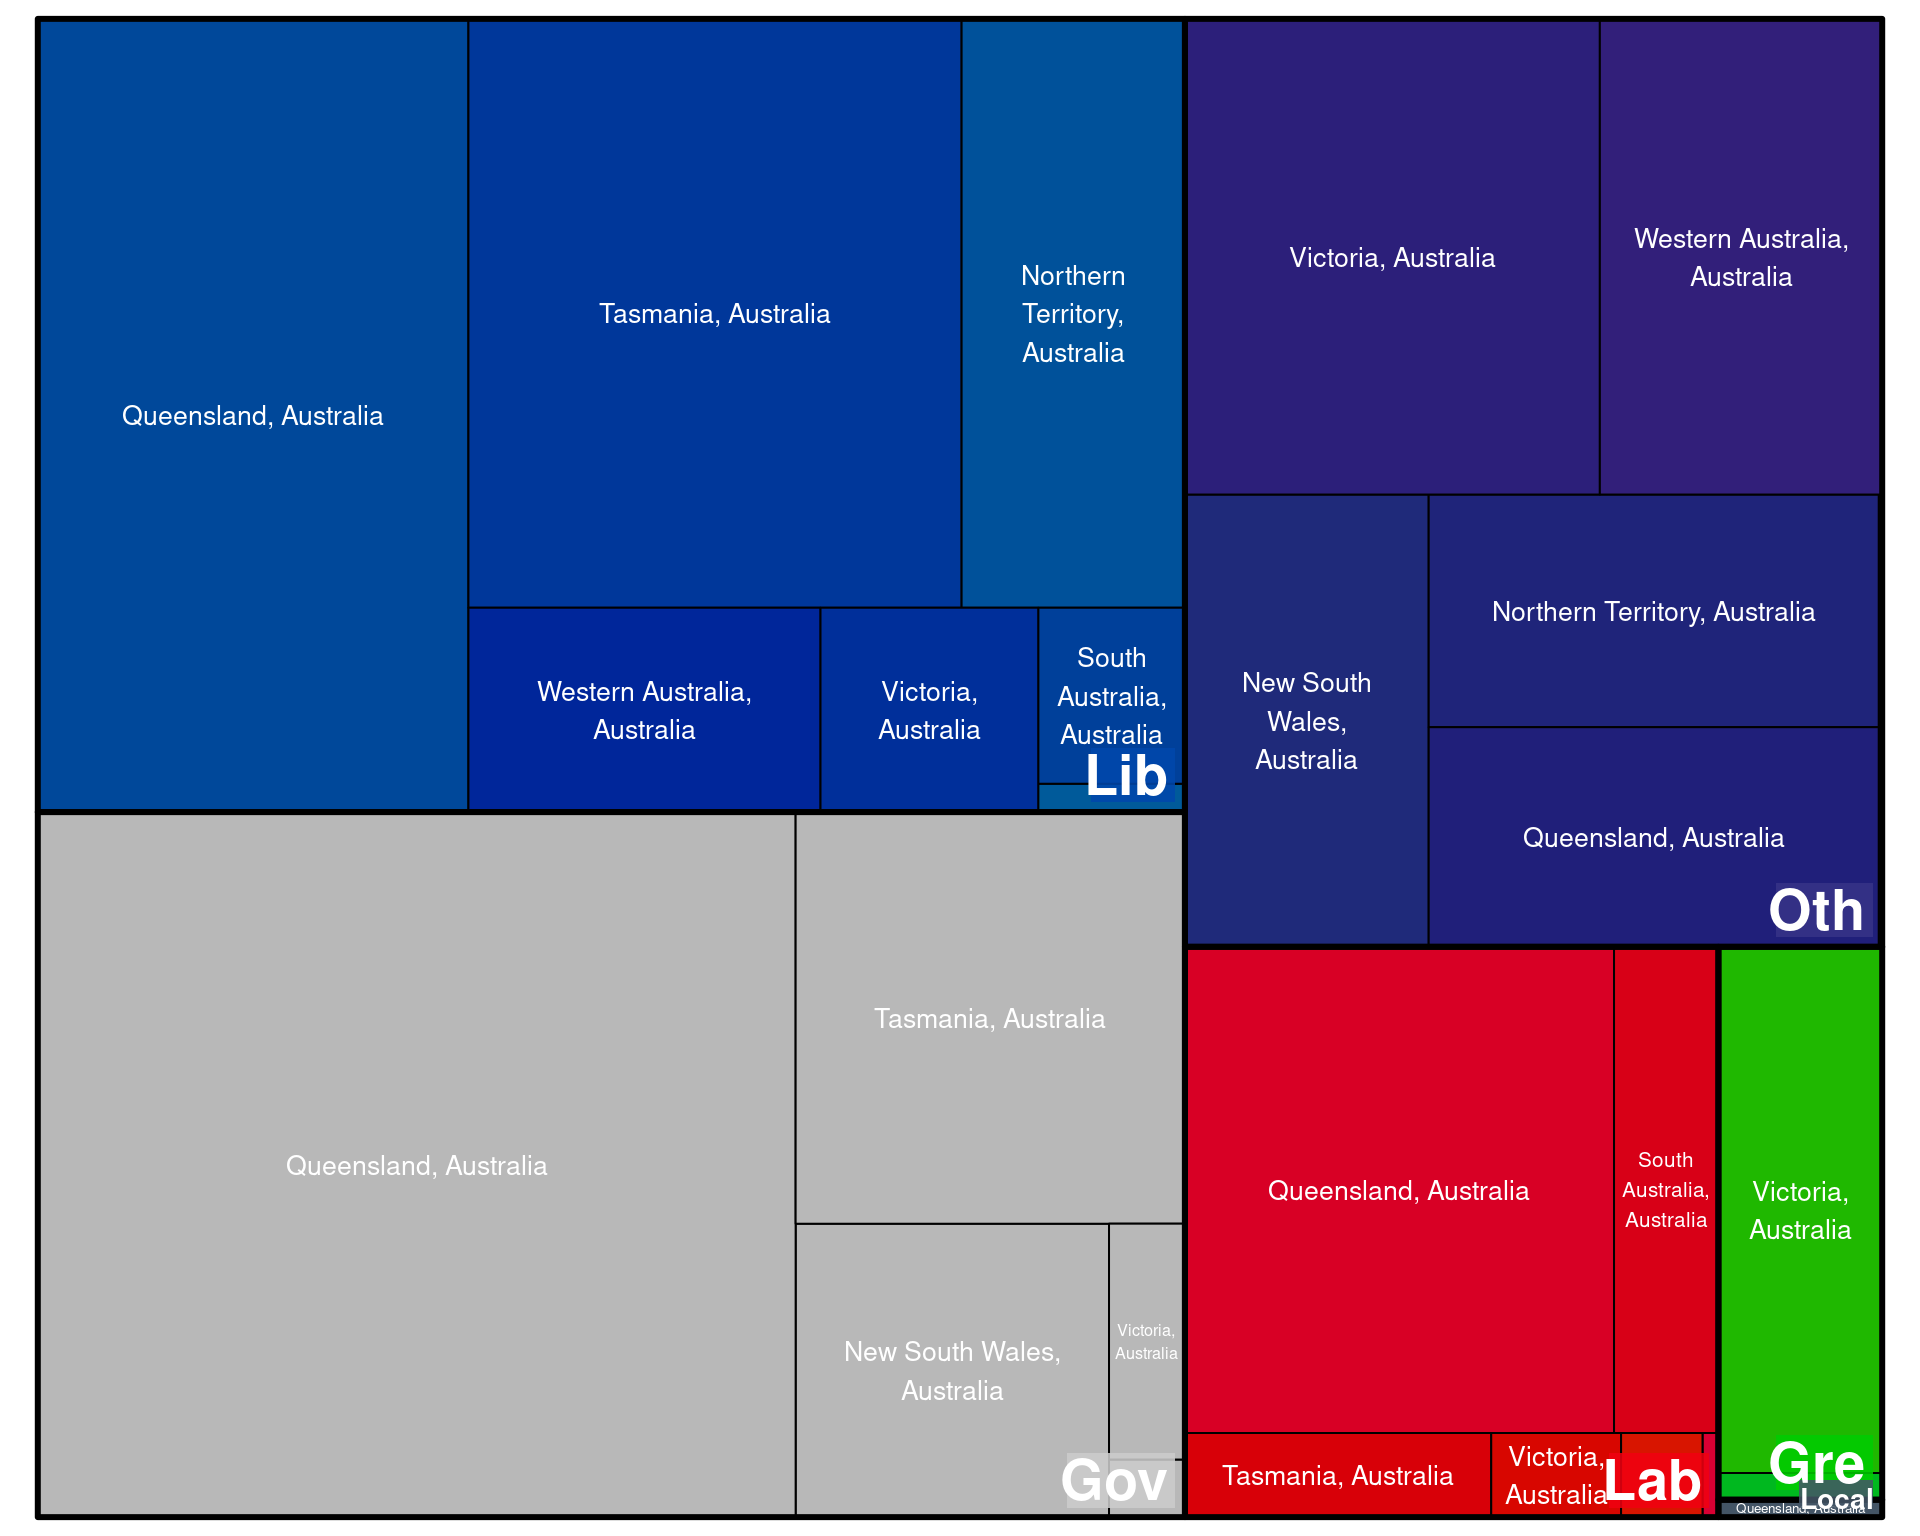 Queensland, Australia
Tasmania, Australia
Northern
Territory,
Australia
Western Australia,
Australia
Victoria,
Australia
South
Australia,
Australia
Lib
Victoria, Australia
Western Australia,
Australia
New South
Wales,
Australia
Northern Territory, Australia
Queensland, Australia
Oth
Queensland, Australia
Tasmania, Australia
New South Wales,
Australia
Victoria,
Australia
Gov
Queensland, Australia
South
Australia,
Australia
Tasmania, Australia
Victoria,
Australia
Lab
Victoria,
Australia
Gre
Queensland, Australia
Local